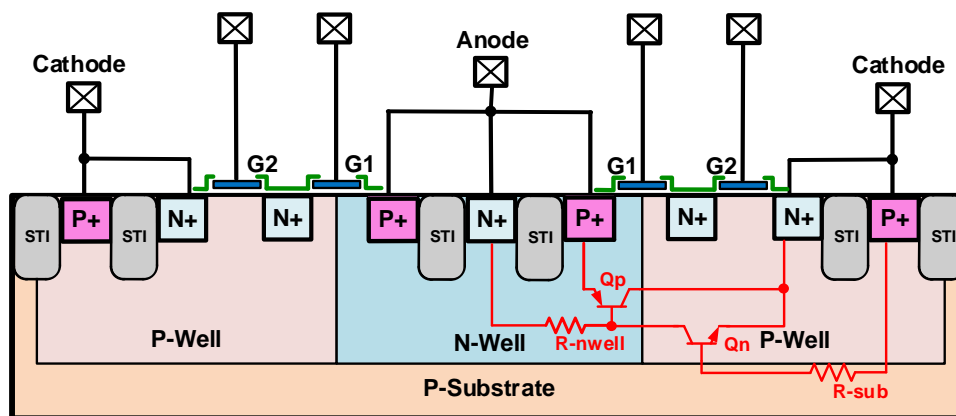 Anode
Cathode
Cathode
G2
G1
G1
G2
STI
P+
STI
N+
N+
P+
STI
N+
STI
P+
N+
N+
STI
P+
STI
Qp
R-nwell
Qn
P-Well
N-Well
P-Well
R-sub
P-Substrate